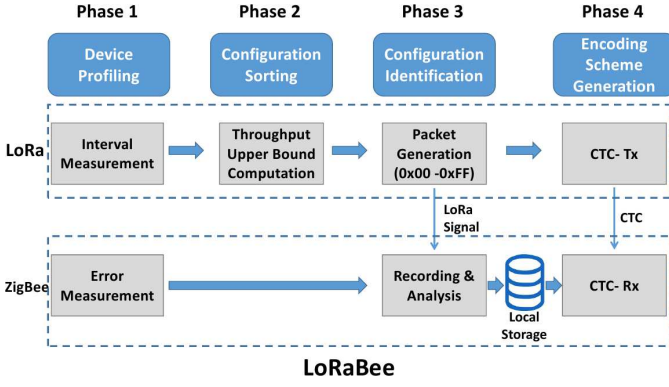 Phase 1
Phase 2
Phase 3
Phase 4
Device
Profiling
Configuration
Sorting
Configuration
Identification
Encoding
Scheme
Generation
LoRa
Interval
Measurement
Throughput
Upper Bound
Computation
Packet
Generation
(0x00 -0xFF)
CTC- Tx
LoRa
Signal
CTC
ZigBee
Error
Measurement
Recording &
Analysis
Local
Storage
CTC- Rx
LoRaBee